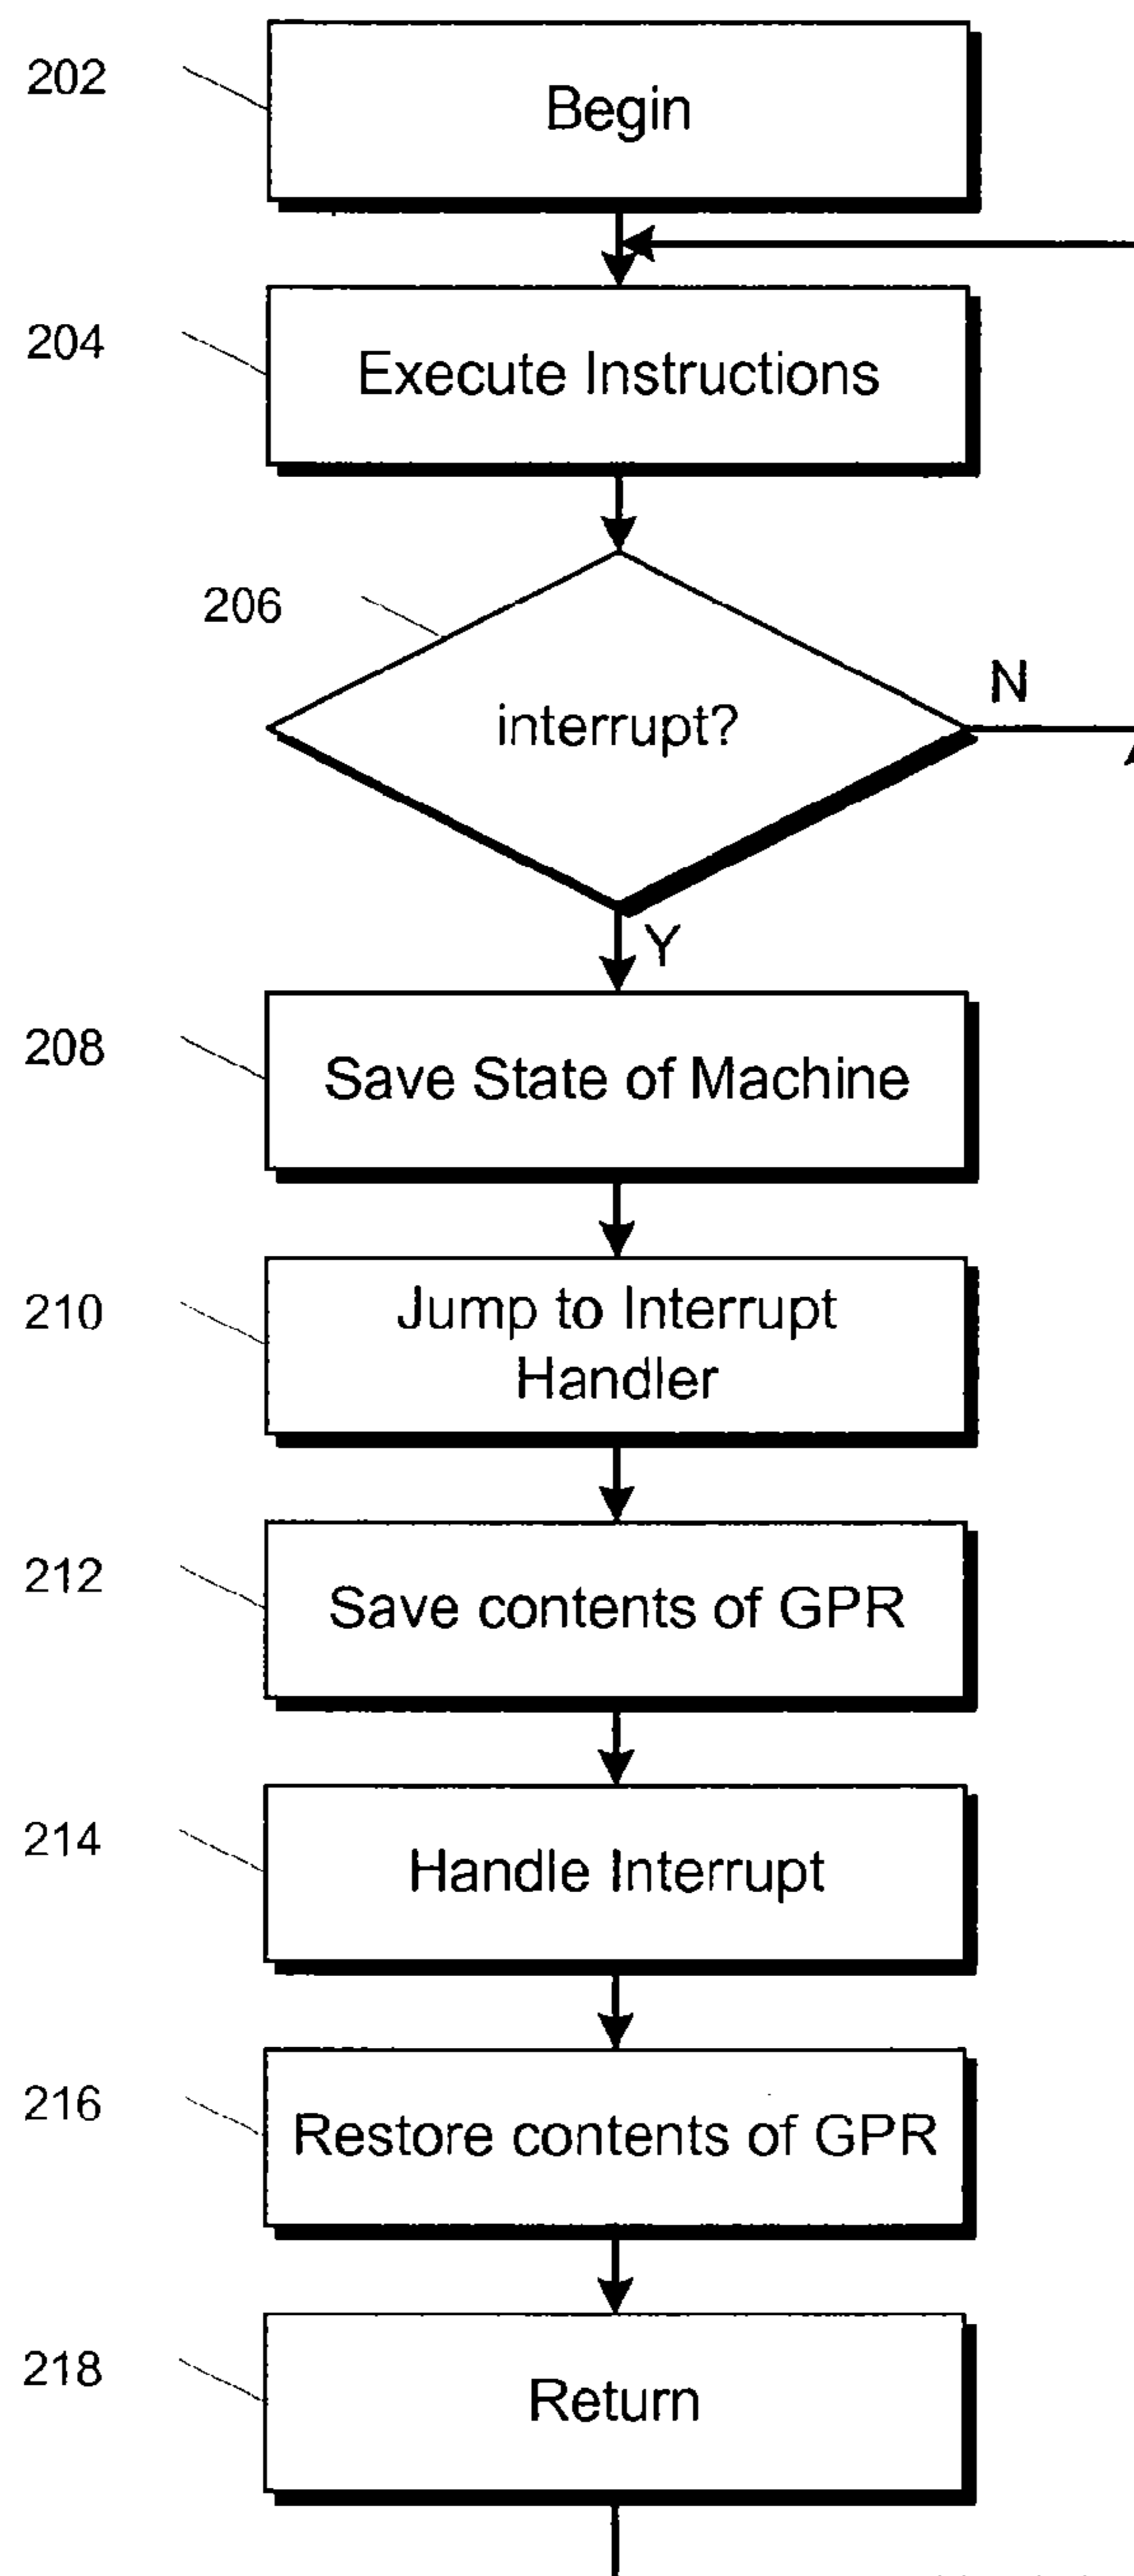 202
Begin
204
Execute Instructions
206
interrupt?
N
Y
208
Save State of Machine
210
Jump to Interrupt
Handler
212
Save contents of GPR
214
Handle Interrupt
216
Restore contents of GPR
218
Return